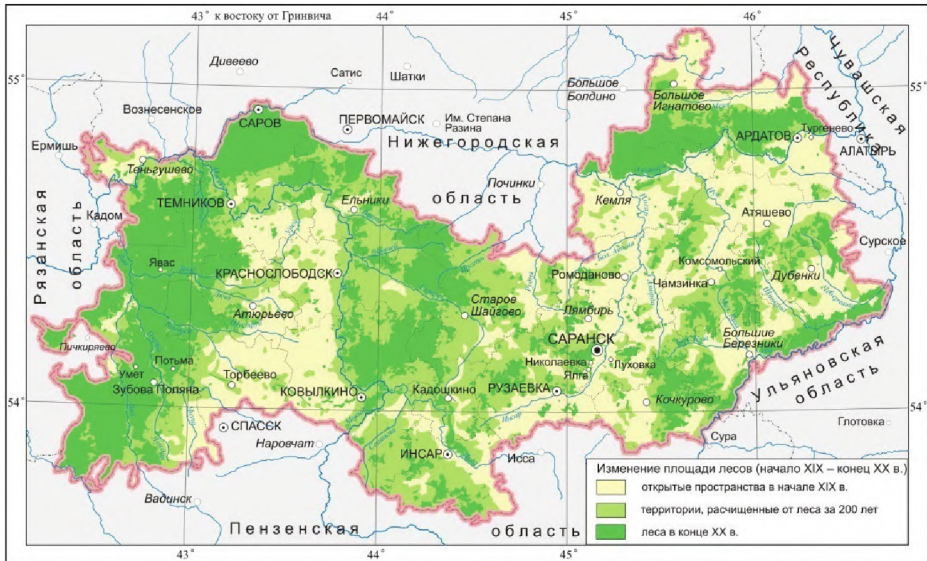 42° к востоку от Гринвича
43
44
45
46
55°
55°
Дивеево
Сатис
Шатки
Вознесенское
САРОВ
ПЕРВОМАЙСК
Им. Степана
Разина
Большое
Болдино
Большое
Игнатово
Чувашская
Республика
АРДАТОВ
Тургенево
АЛАТЫРЬ
Нижегородская
область
Ермишь
Теньгушево
Починки
Рязанская
область
Кадом
ТЕМНИКОВ
Ельники
Кемля
Атяшево
Сурское
Явас
КРАСНОСЛОБОДСК
Ромоданово
Комсомольский
Чамзинка
Дубенки
Атюрьево
Старое
Шайгово
Лямбирь
Пичкиряево
САРАНСК
Большие
Березники
Умёт
Потьма
Зубова Поляна
Торбеево
КОВЫЛКИНО
Кадошкино
Николаевка
Ялга
Луховка
РУЗАЕВКА
Кочкурово
Ульяновская
область
54°
54°
СПАССК
Наровчат
ИНСАР
Исса
Сура
Глотовка
Вадинск
Пензенская
область
43°
44°
45°
Изменение площади лесов (начало XIX – конец XX в.)
открытые пространства в начале XIX в.
территории, расчищенные от леса за 200 лет
леса в конце XX в.